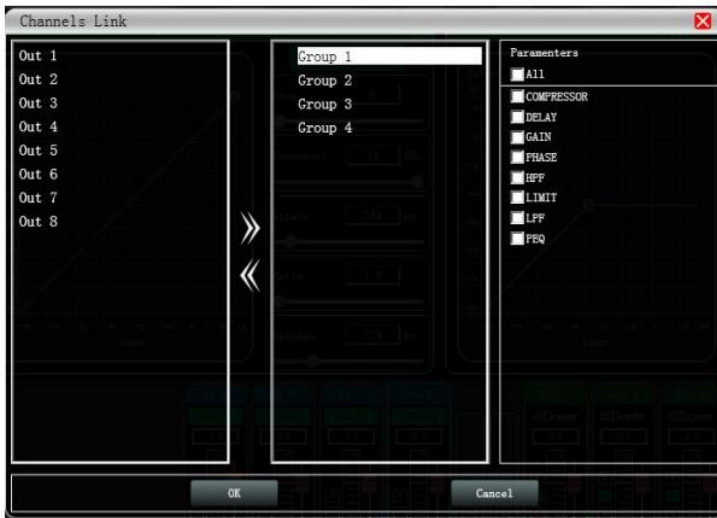 Channels Link
Out 1
Out 2
Out 3
Out 4
Out 5
Out 6
Out 7
Out 8
Group 1
Group 2
Group 3
Group 4
Paramenters
All
COMPRESSOR
DELAY
GAIN
PHASE
HPF
LIMIT
LPF
PEQ
OK
Cancel